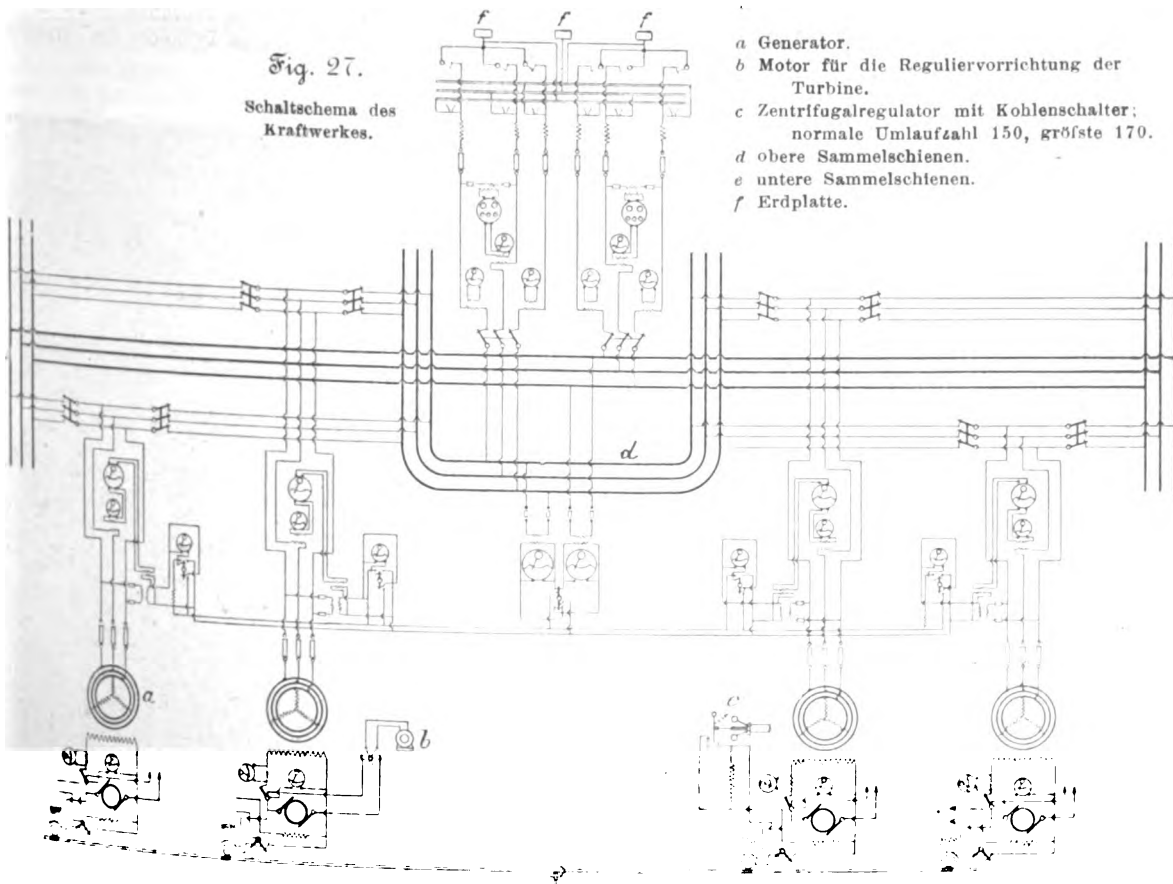 f f f
Fig. 27.
Schaltschema des
Kraftwerkes.
a Generator.
b Motor für die Reguliervorrichtung der
Turbine.
c Zentrifugalregulator mit Kohlenschalter;
normale Umlaufzahl 150, größte 170.
d obere Sammelschienen.
e untere Sammelschienen.
f Erdplatte.
d
a
b
c